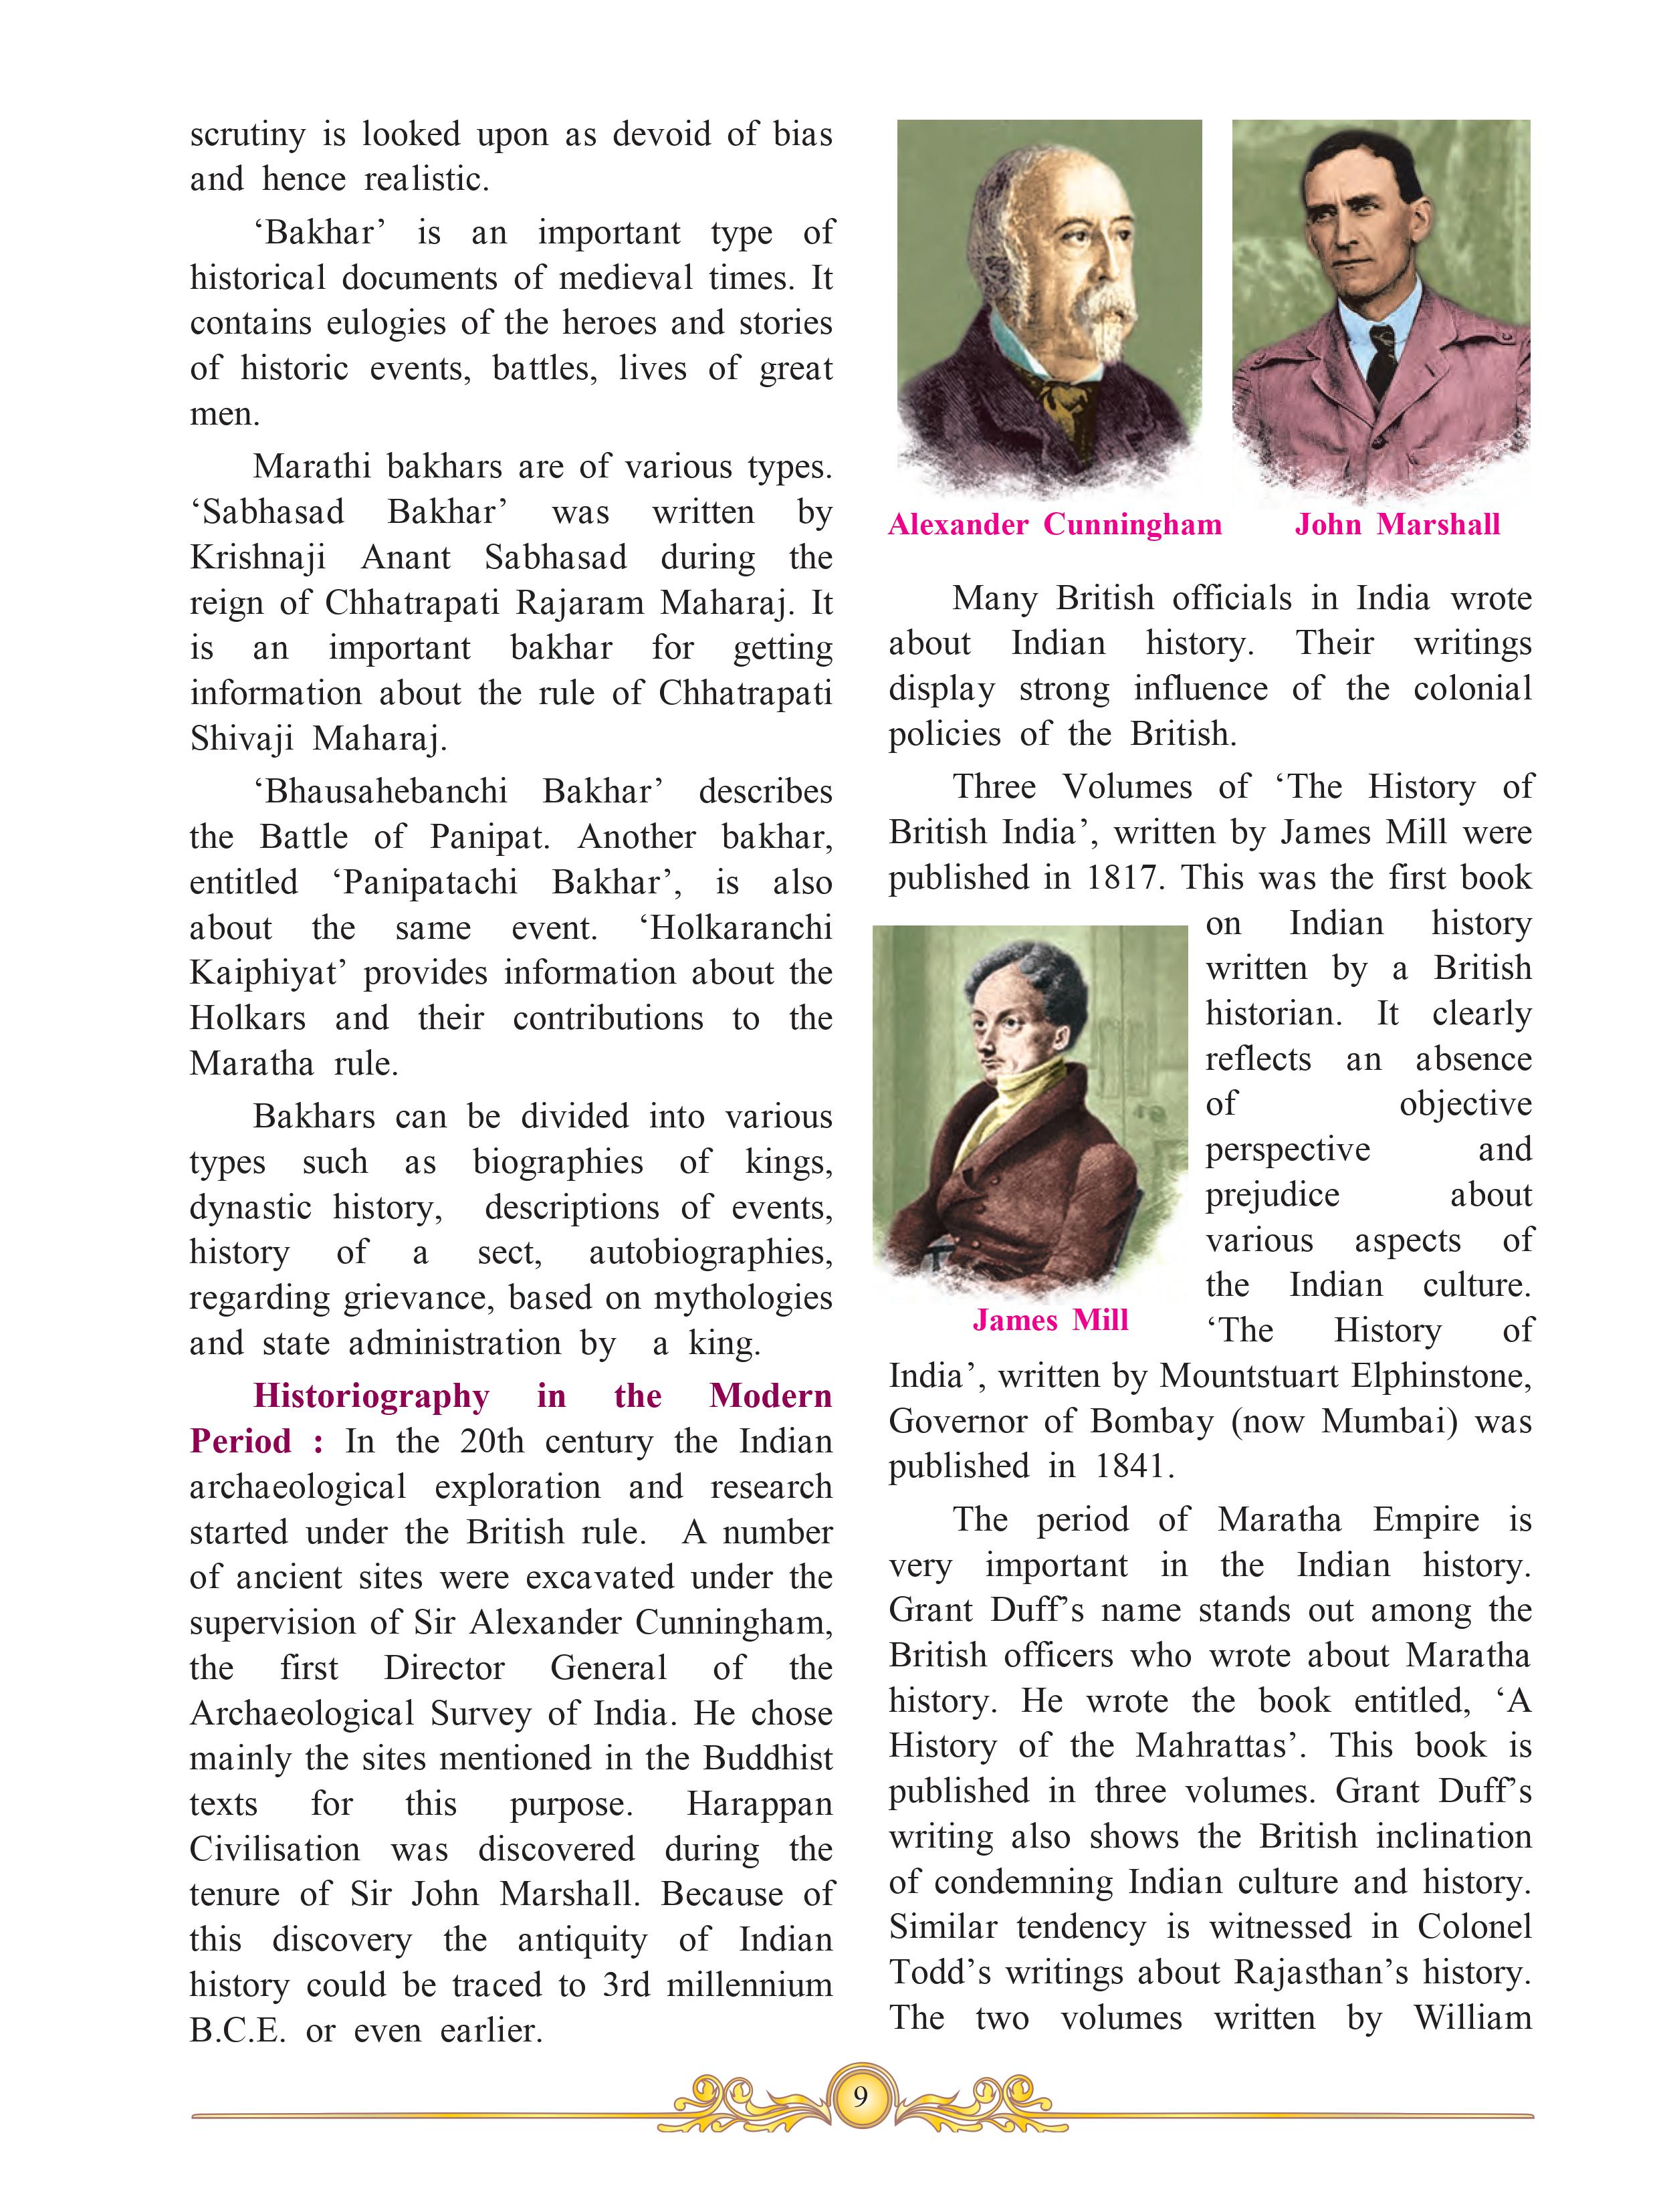 scrutiny is looked upon as devoid of bias
and hence realistic.
‘Bakhar’ is an important type of
historical documents of medieval times. It
contains eulogies of the heroes and stories
of historic events, battles, lives of great
men.
Marathi bakhars are of various types.
‘Sabhasad Bakhar’ was written by
Krishnaji Anant Sabhasad during the
reign of Chhatrapati Rajaram Maharaj. It
is an important bakhar for getting
information about the rule of Chhatrapati
Shivaji Maharaj.
‘Bhausahebanchi Bakhar’ describes
the Battle of Panipat. Another bakhar,
entitled ‘Panipatachi Bakhar’, is also
about the same event. ‘Holkaranchi
Kaiphiyat’ provides information about the
Holkars and their contributions to the
Maratha rule.
Bakhars can be divided into various
types such as biographies of kings,
dynastic history, descriptions of events,
history of a sect, autobiographies,
regarding grievance, based on mythologies
and state administration by a king.
Historiography in the Modern
Period : In the 20th century the Indian
archaeological exploration and research
started under the British rule. A number
of ancient sites were excavated under the
supervision of Sir Alexander Cunningham,
the first Director General of the
Archaeological Survey of India. He chose
mainly the sites mentioned in the Buddhist
texts for this purpose. Harappan
Civilisation was discovered during the
tenure of Sir John Marshall. Because of
this discovery the antiquity of Indian
history could be traced to 3rd millennium
B.C.E. or even earlier.
Alexander Cunningham
John Marshall
Many British officials in India wrote
about Indian history. Their writings
display strong influence of the colonial
policies of the British.
Three Volumes of ‘The History of
British India’, written by James Mill were
published in 1817. This was the first book
on Indian history
written by a British
historian. It clearly
reflects an absence
of objective
perspective and
prejudice about
various aspects of
the Indian culture.
James Mill
‘The History of
India’, written by Mountstuart Elphinstone,
Governor of Bombay (now Mumbai) was
published in 1841.
The period of Maratha Empire is
very important in the Indian history.
Grant Duff’s name stands out among the
British officers who wrote about Maratha
history. He wrote the book entitled, ‘A
History of the Mahrattas’. This book is
published in three volumes. Grant Duff’s
writing also shows the British inclination
of condemning Indian culture and history.
Similar tendency is witnessed in Colonel
Todd’s writings about Rajasthan’s history.
The two volumes written by William
9